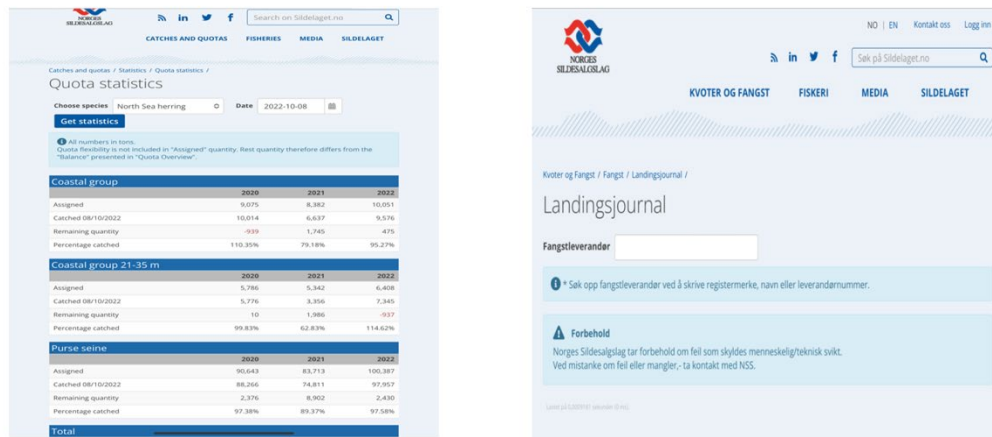 NORGES
SILDESALGSLAG
Search on Sildelaget.no
CATCHES AND QUOTAS FISHERIES MEDIA SILDELAGET
Catches and quotas / Statistics / Quota statistics /
Quota statistics
Choose species North Sea herring Date 2022-10-08
Get statistics
All numbers in tons.
Quota flexibility is not included in "Assigned" quantity. Rest quantity therefore differs from the
"Balance" presented in "Quota Overview".
Coastal group
2020 2021 2022
Assigned 9,075 8,382 10,051
Catched 08/10/2022 10,014 6,637 9,576
Remaining quantity -939 1,745 475
Percentage catched 110.35% 79.18% 95.27%
Coastal group 21-35 m
2020 2021 2022
Assigned 5,786 5,342 6,408
Catched 08/10/2022 5,776 3,356 7,345
Remaining quantity 10 1,986 -937
Percentage catched 99.83% 62.83% 114.62%
Purse seine
2020 2021 2022
Assigned 90,643 83,713 100,387
Catched 08/10/2022 88,266 74,811 97,957
Remaining quantity 2,376 8,902 2,430
Percentage catched 97.38% 89.37% 97.58%
Total
NO | EN Kontakt oss Logg inn
NORGES
SILDESALGSLAG
in f Søk på Sildelaget.no
KVOTER OG FANGST FISKERI MEDIA SILDELAGET
Kvoter og Fangst / Fangst / Landingsjournal /
Landingsjournal
Fangstleverandør
* Søk opp fangstleverandør ved å skrive registermerke, navn eller leverandørnummer.
Forbehold
Norges Sildesalgslag tar forbehold om feil som skyldes menneskelig/teknisk svikt.
Ved mistanke om feil eller mangler,- ta kontakt med NSS.